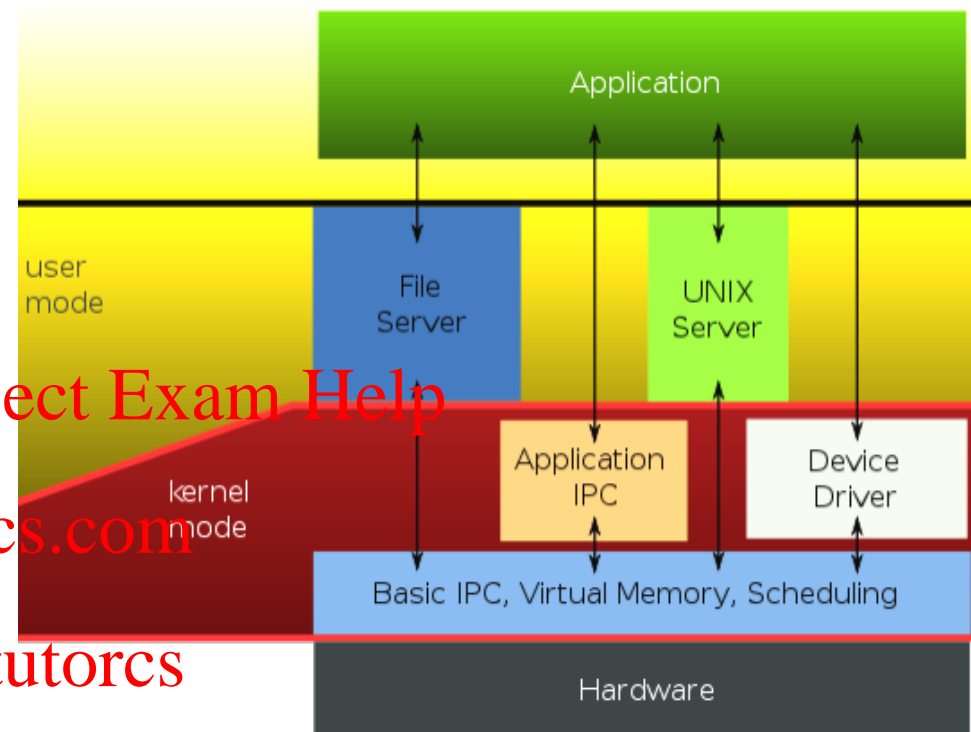 Application
user
mode
File
Server
UNIX
Server
ect Exam Help
Application
IPC
Device
Driver
kernel
mode
cs.com
Basic IPC, Virtual Memory, Scheduling
tutorcs
Hardware